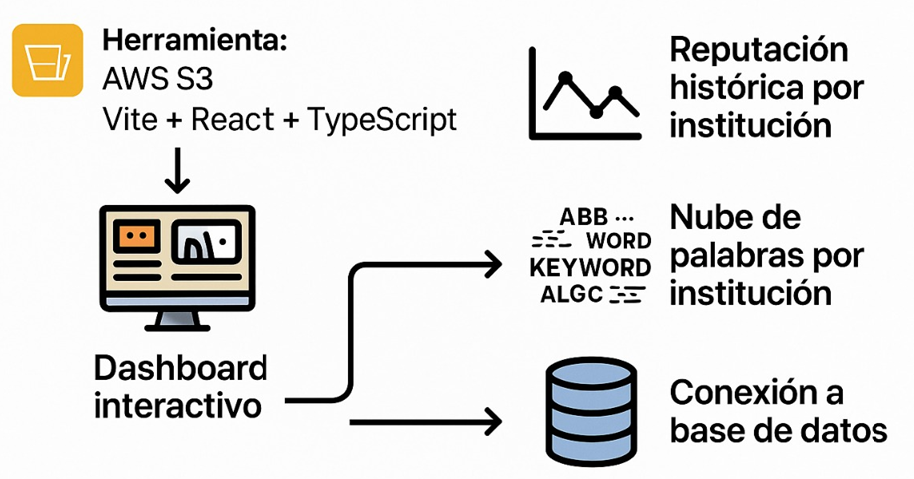 Herramienta:
AWS S3
Vite + React + TypeScript
Dashboard
interactivo
Reputación
histórica por
institución
ABB ...
WORD
KEYWORD
ALGC
Nube de
palabras por
institución
Conexión a
base de datos